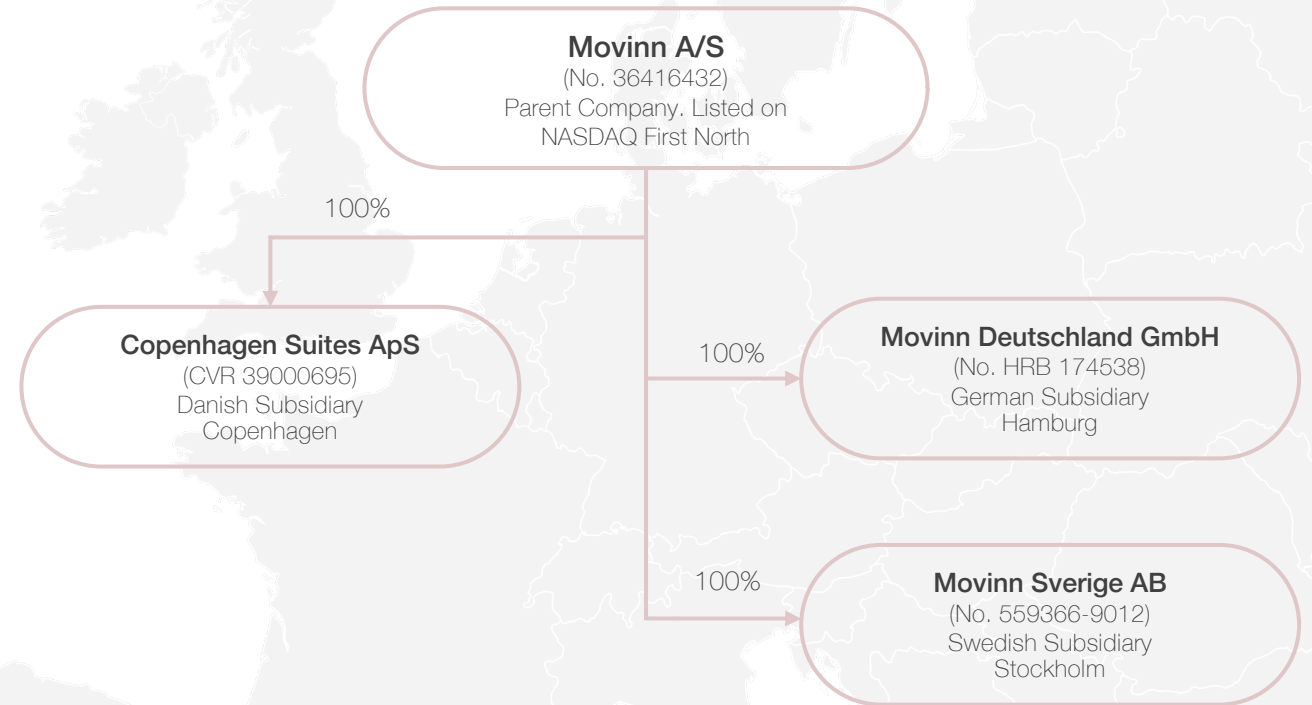 Movinn A/S
(No. 36416432)
Parent Company. Listed on
NASDAQ First North
100%
Copenhagen Suites ApS
(CVR 39000695)
Danish Subsidiary
Copenhagen
100%
Movinn Deutschland GmbH
(No. HRB 174538)
German Subsidiary
Hamburg
100%
Movinn Sverige AB
(No. 559366-9012)
Swedish Subsidiary
Stockholm